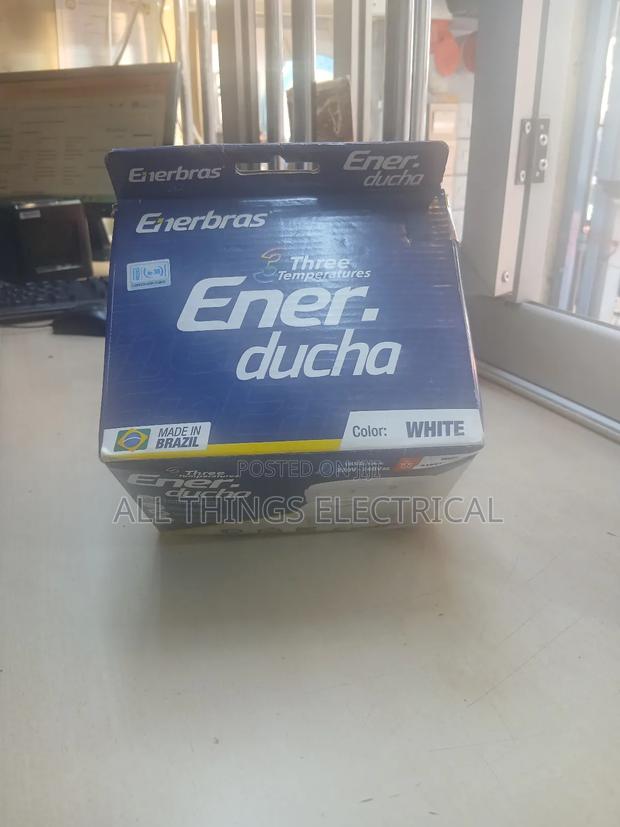 Enerbras
Ener.
ducha
Enerbras
Three
Temperatures
Ener.
ducha
MADE IN
BRAZIL
Color: WHITE
Three
Temperatures
Ener.
ducha
POSTED ON
ALL THINGS ELECTRICAL